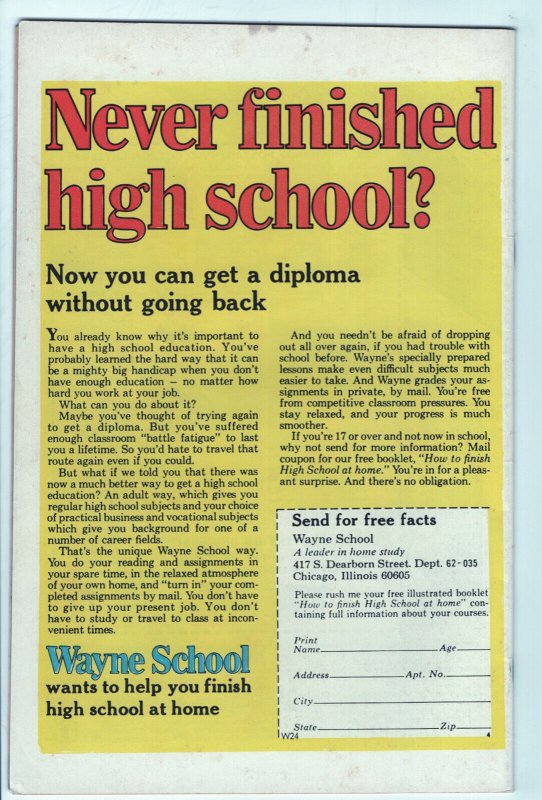 Never finished
high school?
Now you can get a diploma
without going back
You already know why it's important to
have a high school education. You've
probably learned the hard way that it can
be a mighty big handicap when you don't
have enough education — no matter how
hard you work at your job.
What can you do about it?
Maybe you've thought of trying again
to get a diploma. But you've suffered
enough classroom "battle fatigue" to last
you a lifetime. So you'd hate to travel that
route again even if you could.
But what if we told you that there was
now a much better way to get a high school
education? An adult way, which gives you
regular high school subjects and your choice
of practical business and vocational subjects
which give you background for one of a
number of career fields.
That's the unique Wayne School way.
You do your reading and assignments in
your spare time, in the relaxed atmosphere
of your own home, and "turn in" your com-
pleted assignments by mail. You don't have
to give up your present job. You don't
have to study or travel to class at incon-
venient times.
Wayne School
wants to help you finish
high school at home
And you needn't be afraid of dropping
out all over again, if you had trouble with
school before. Wayne's specially prepared
lessons make even difficult subjects much
easier to take. And Wayne grades your as-
signments in private, by mail. You're free
from competitive classroom pressures. You
stay relaxed, and your progress is much
smoother.
If you're 17 or over and not now in school,
why not send for more information? Mail
coupon for our free booklet, "How to finish
High School at home." You're in for a pleas-
ant surprise. And there's no obligation.
Send for free facts
Wayne School
A leader in home study
417 S. Dearborn Street. Dept. 62-035
Chicago, Illinois 60605
Please rush me your free illustrated booklet
"How to finish High School at home" con-
taining full information about your courses.
Print
Name Age
Address Apt. No.
City
State Zip
W24 4